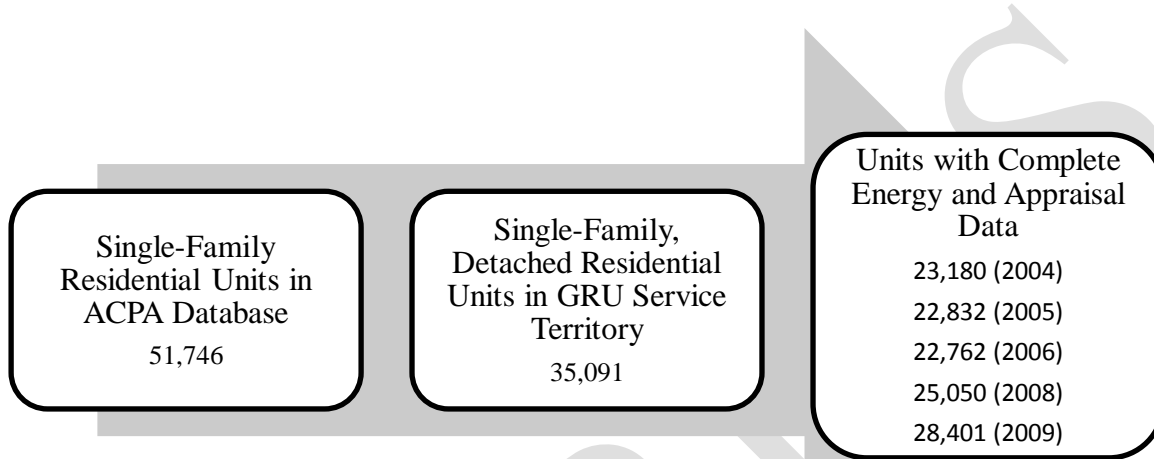 Single-Family
Residential Units in
ACPA Database
51,746
Single-Family,
Detached Residential
Units in GRU Service
Territory
35,091
Units with Complete
Energy and Appraisal
Data
23,180 (2004)
22,832 (2005)
22,762 (2006)
25,050 (2008)
28,401 (2009)